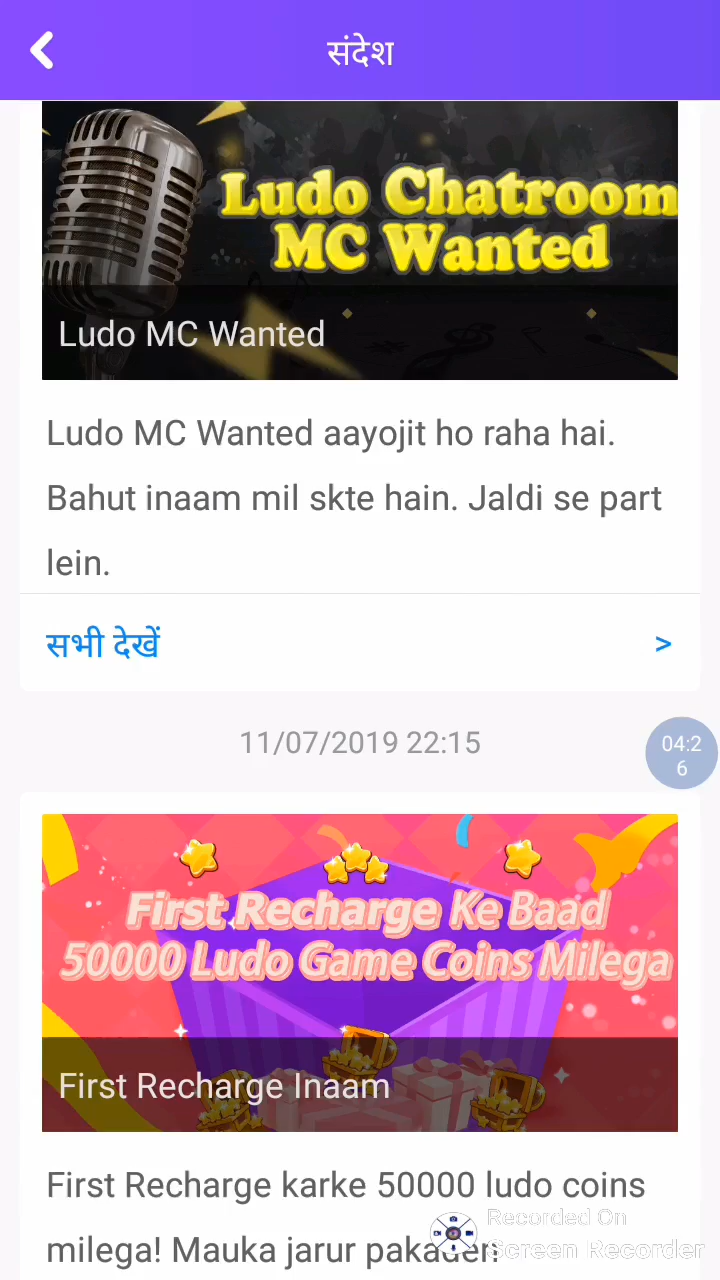 संदेश
Ludo Chatroom
MC Wanted
Ludo MC Wanted
Ludo MC Wanted aayojit ho raha hai.
Bahut inaam mil skte hain. Jaldi se part
lein.
सभी देखें >
11/07/2019 22:15
04:2
6
First Recharge Ke Baad
50000 Ludo Game Coins Milega
First Recharge Inaam
First Recharge karke 50000 ludo coins
milega! Mauka jarur pakaden!
Recorded On
Screen Recorder